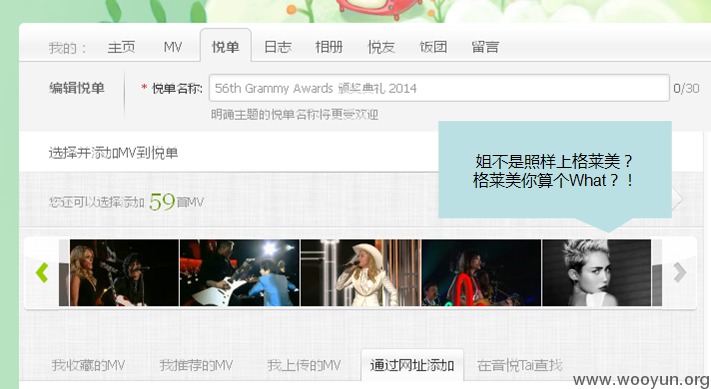 我的： 主页 MV 悦单 日志 相册 悦友 饭团 留言
编辑悦单 * 悦单名称: 56th Grammy Awards 颁奖典礼 2014 0/30
明确主题的悦单名称将更受欢迎
选择并添加MV到悦单
姐不是照样上格莱美？
格莱美你算个What？！
您还可以选择添加 59首MV
我收藏的MV 我推荐的MV 我上传的MV 通过网址添加 在音悦Tai查找
www.wooyun.org